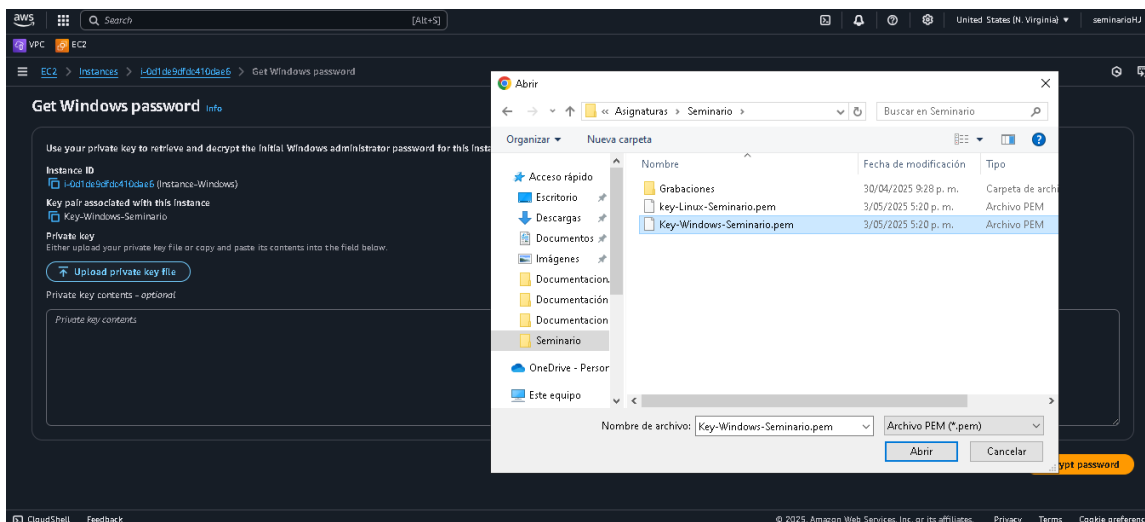 aws
Search [Alt+S]
United States (N. Virginia) seminarioHJ
VPC EC2
EC2 > Instances > i-0d1de9dfdc410dae6 > Get Windows password
Get Windows password Info
Use your private key to retrieve and decrypt the initial Windows administrator password for this insta
Instance ID
i-0d1de9dfdc410dae6 (Instance-Windows)
Key pair associated with this instance
Key-Windows-Seminario
Private key
Either upload your private key file or copy and paste its contents into the field below.
Upload private key file
Private key contents - optional
Private key contents
Abrir
« Asignaturas > Seminario >
Buscar en Seminario
Organizar Nueva carpeta
Nombre Fecha de modificación Tipo
Acceso rápido
Escritorio
Descargas
Documentos
Imágenes
Documentacion.
Documentación
Documentacion
Seminario
OneDrive - Persor
Este equipo
Grabaciones 30/04/2025 9:28 p. m. Carpeta de archi
key-Linux-Seminario.pem 3/05/2025 5:20 p. m. Archivo PEM
Key-Windows-Seminario.pem 3/05/2025 5:20 p. m. Archivo PEM
Nombre de archivo: Key-Windows-Seminario.pem Archivo PEM (*.pem)
Abrir Cancelar
ypt password
CloudShell Feedback © 2025, Amazon Web Services, Inc. or its affiliates. Privacy Terms Cookie preferenc